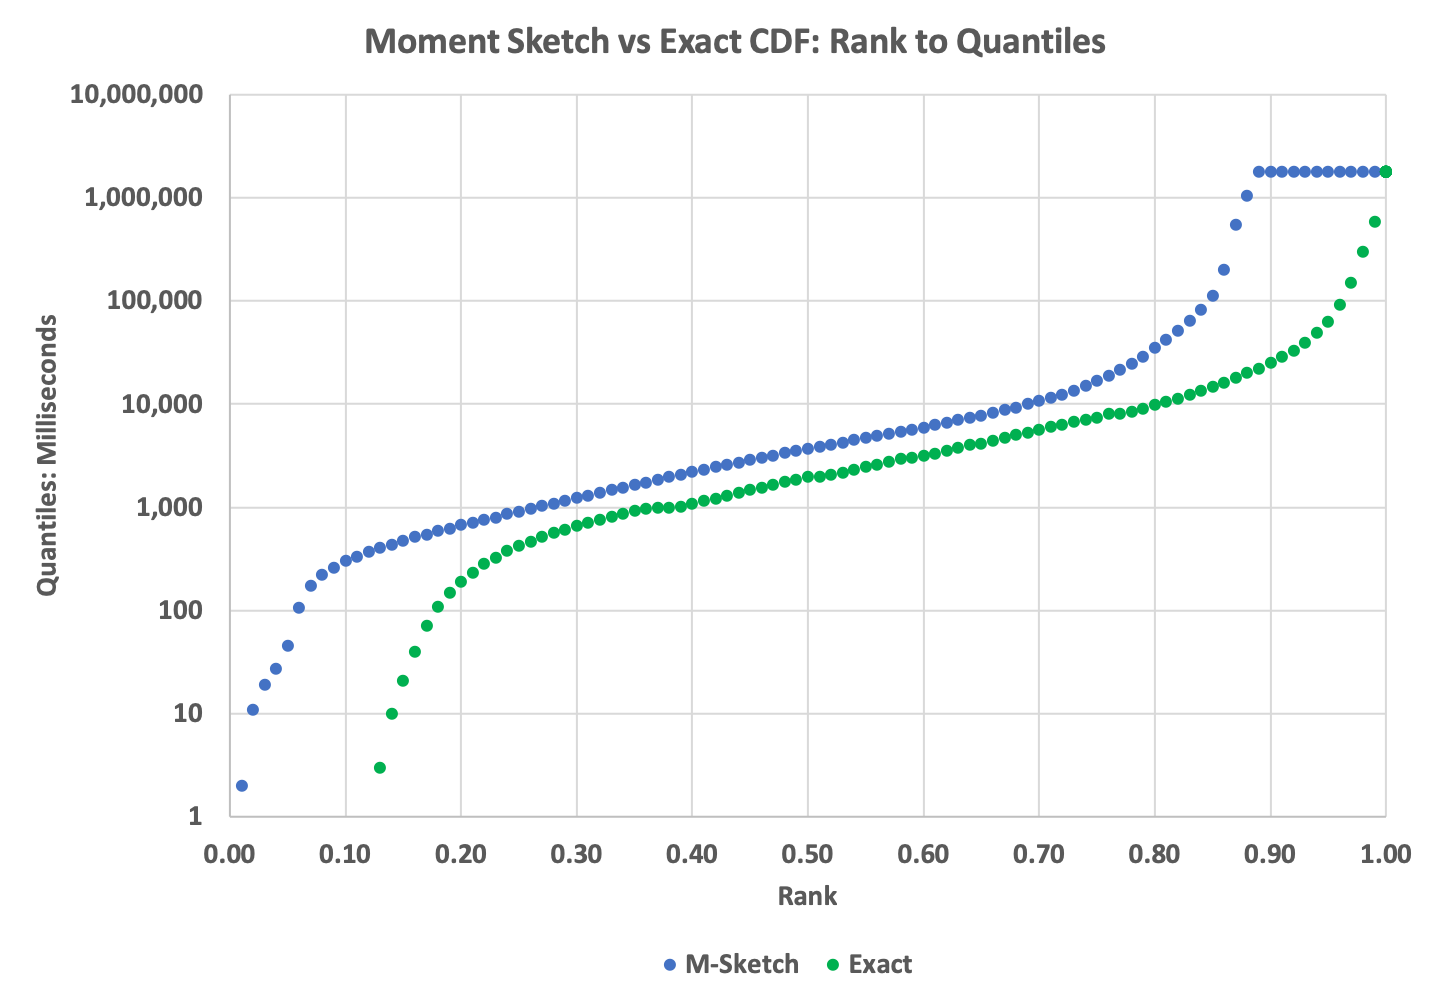 Moment Sketch vs Exact CDF: Rank to Quantiles
10,000,000
1,000,000
100,000
10,000
1,000
100
10
1
Quantiles: Milliseconds
0.00 0.10 0.20 0.30 0.40 0.50 0.60 0.70 0.80 0.90 1.00
Rank
M-Sketch Exact